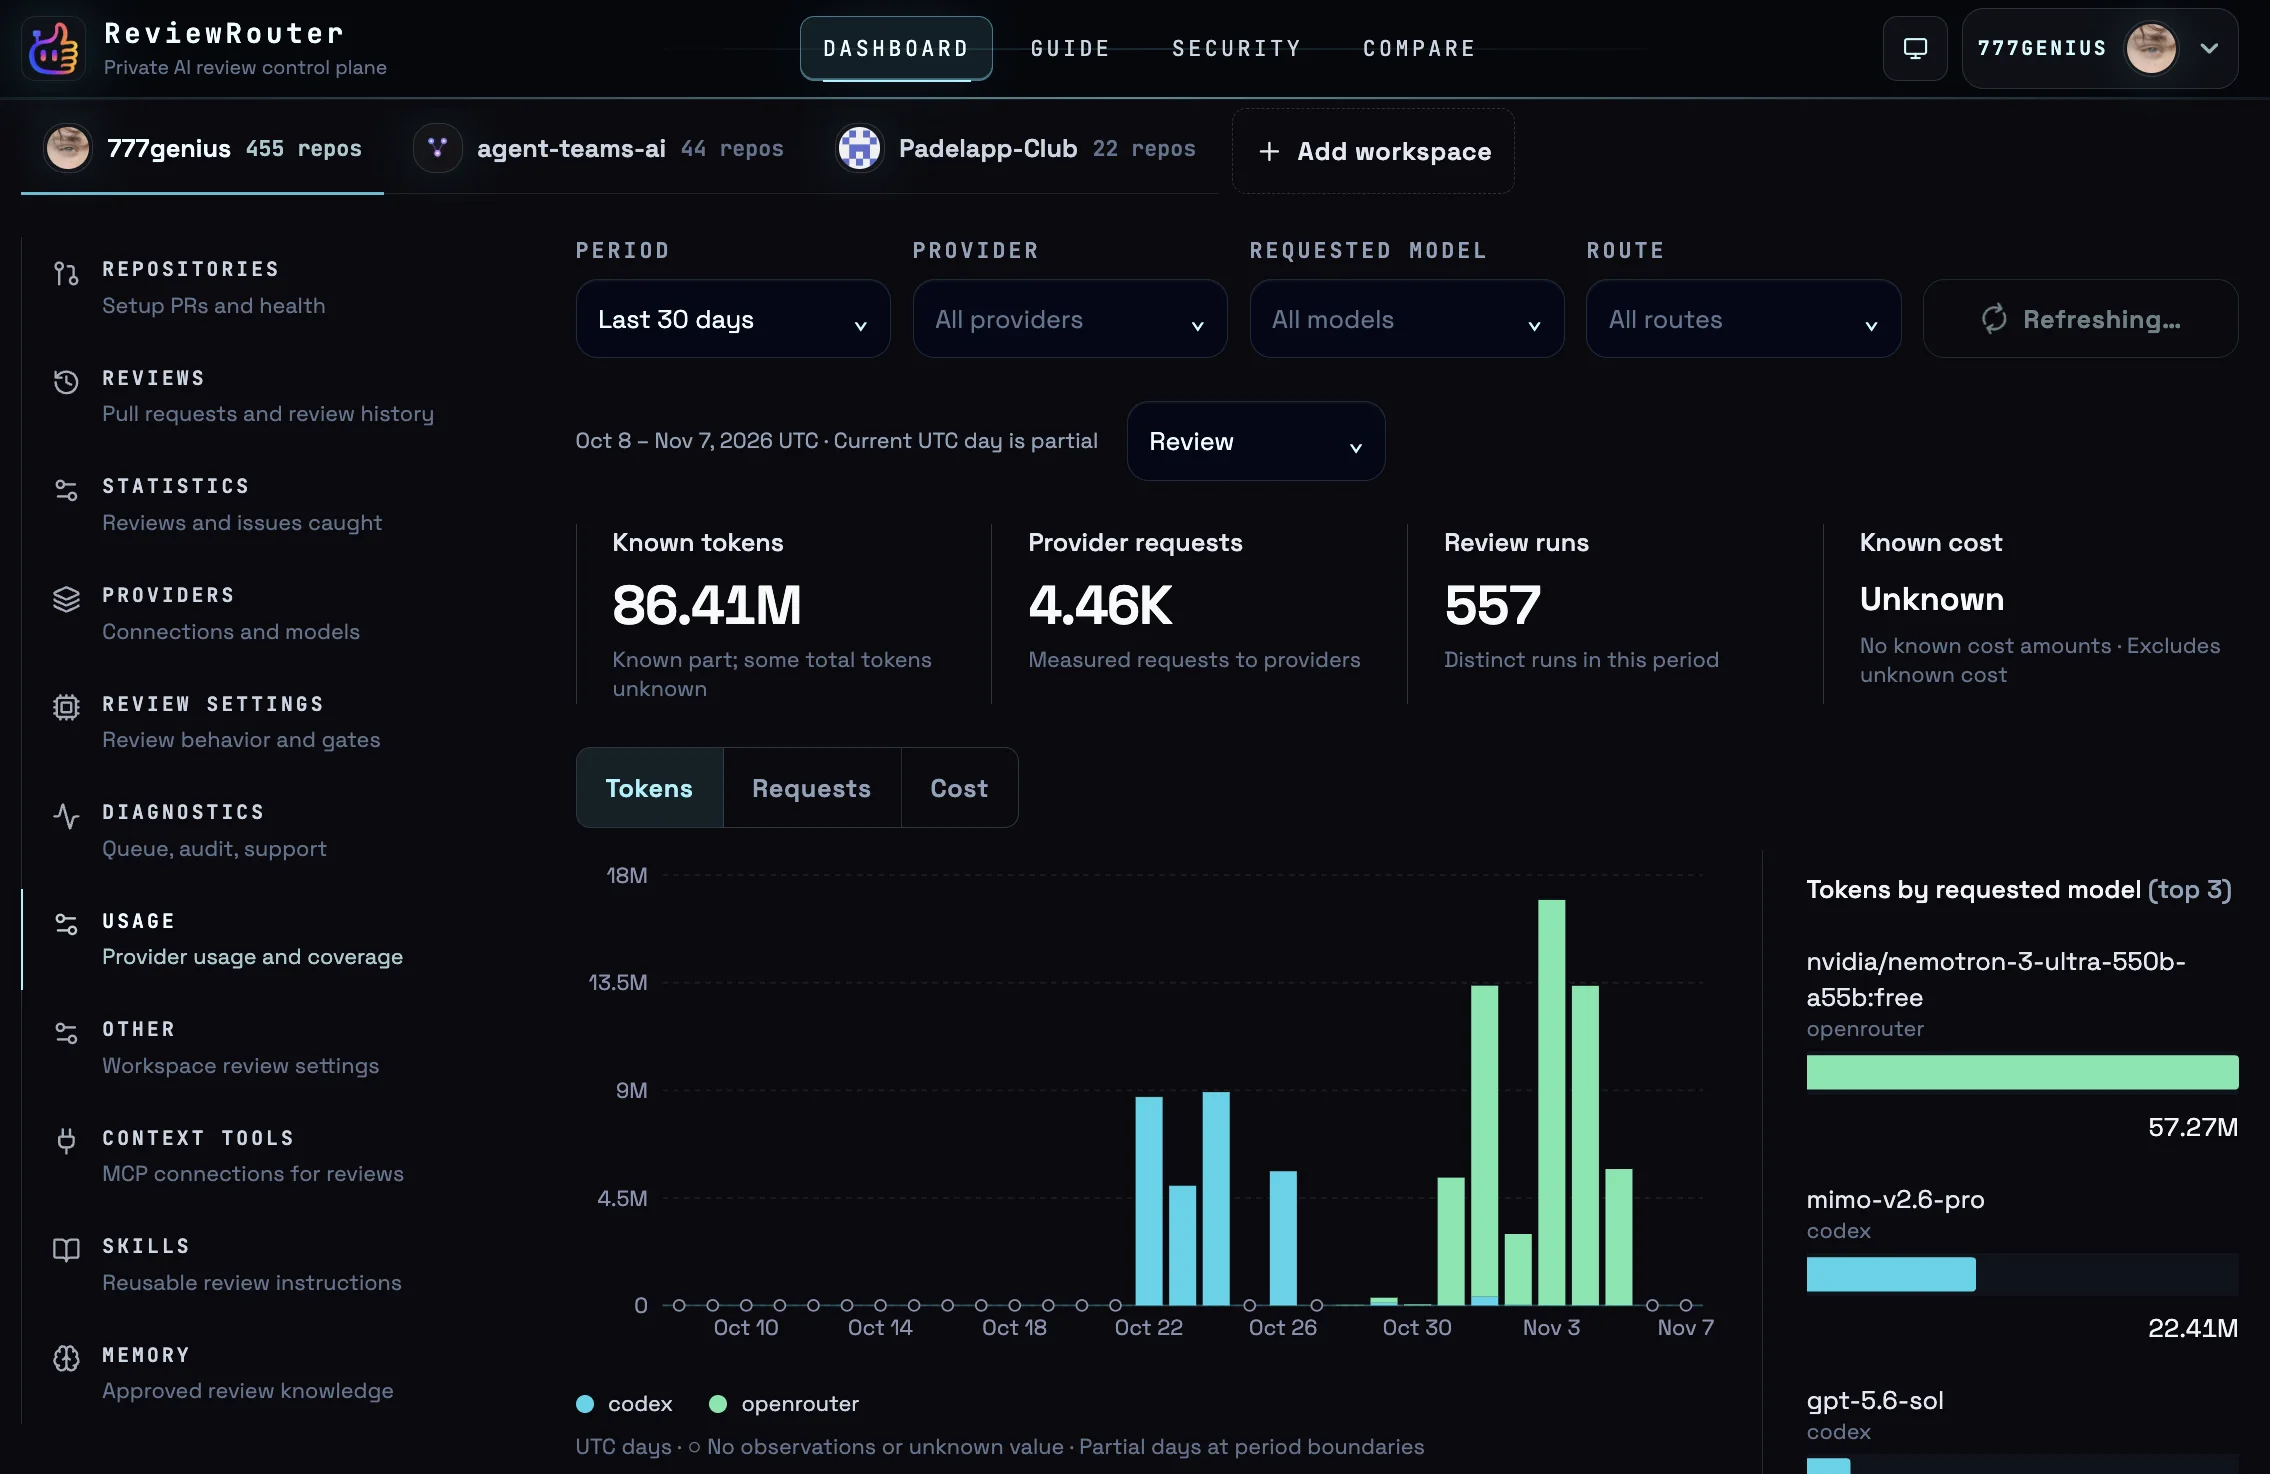 ReviewRouter
Private AI review control plane
DASHBOARD
GUIDE
SECURITY
COMPARE
777GENIUS
777genius 455 repos
agent-teams-ai 44 repos
Padelapp-Club 22 repos
+ Add workspace
REPOSITORIES
Setup PRs and health
REVIEWS
Pull requests and review history
STATISTICS
Reviews and issues caught
PROVIDERS
Connections and models
REVIEW SETTINGS
Review behavior and gates
DIAGNOSTICS
Queue, audit, support
USAGE
Provider usage and coverage
OTHER
Workspace review settings
CONTEXT TOOLS
MCP connections for reviews
SKILLS
Reusable review instructions
MEMORY
Approved review knowledge
PERIOD
Last 30 days
PROVIDER
All providers
REQUESTED MODEL
All models
ROUTE
All routes
Refreshing…
Oct 8 – Nov 7, 2026 UTC · Current UTC day is partial
Review
Known tokens
86.41M
Known part; some total tokens
unknown
Provider requests
4.46K
Measured requests to providers
Review runs
557
Distinct runs in this period
Known cost
Unknown
No known cost amounts · Excludes
unknown cost
Tokens
Requests
Cost
18M
13.5M
9M
4.5M
0
Oct 10
Oct 14
Oct 18
Oct 22
Oct 26
Oct 30
Nov 3
Nov 7
codex
openrouter
UTC days · ○ No observations or unknown value · Partial days at period boundaries
Tokens by requested model (top 3)
nvidia/nemotron-3-ultra-550b-
a55b:free
openrouter
57.27M
mimo-v2.6-pro
codex
22.41M
gpt-5.6-sol
codex